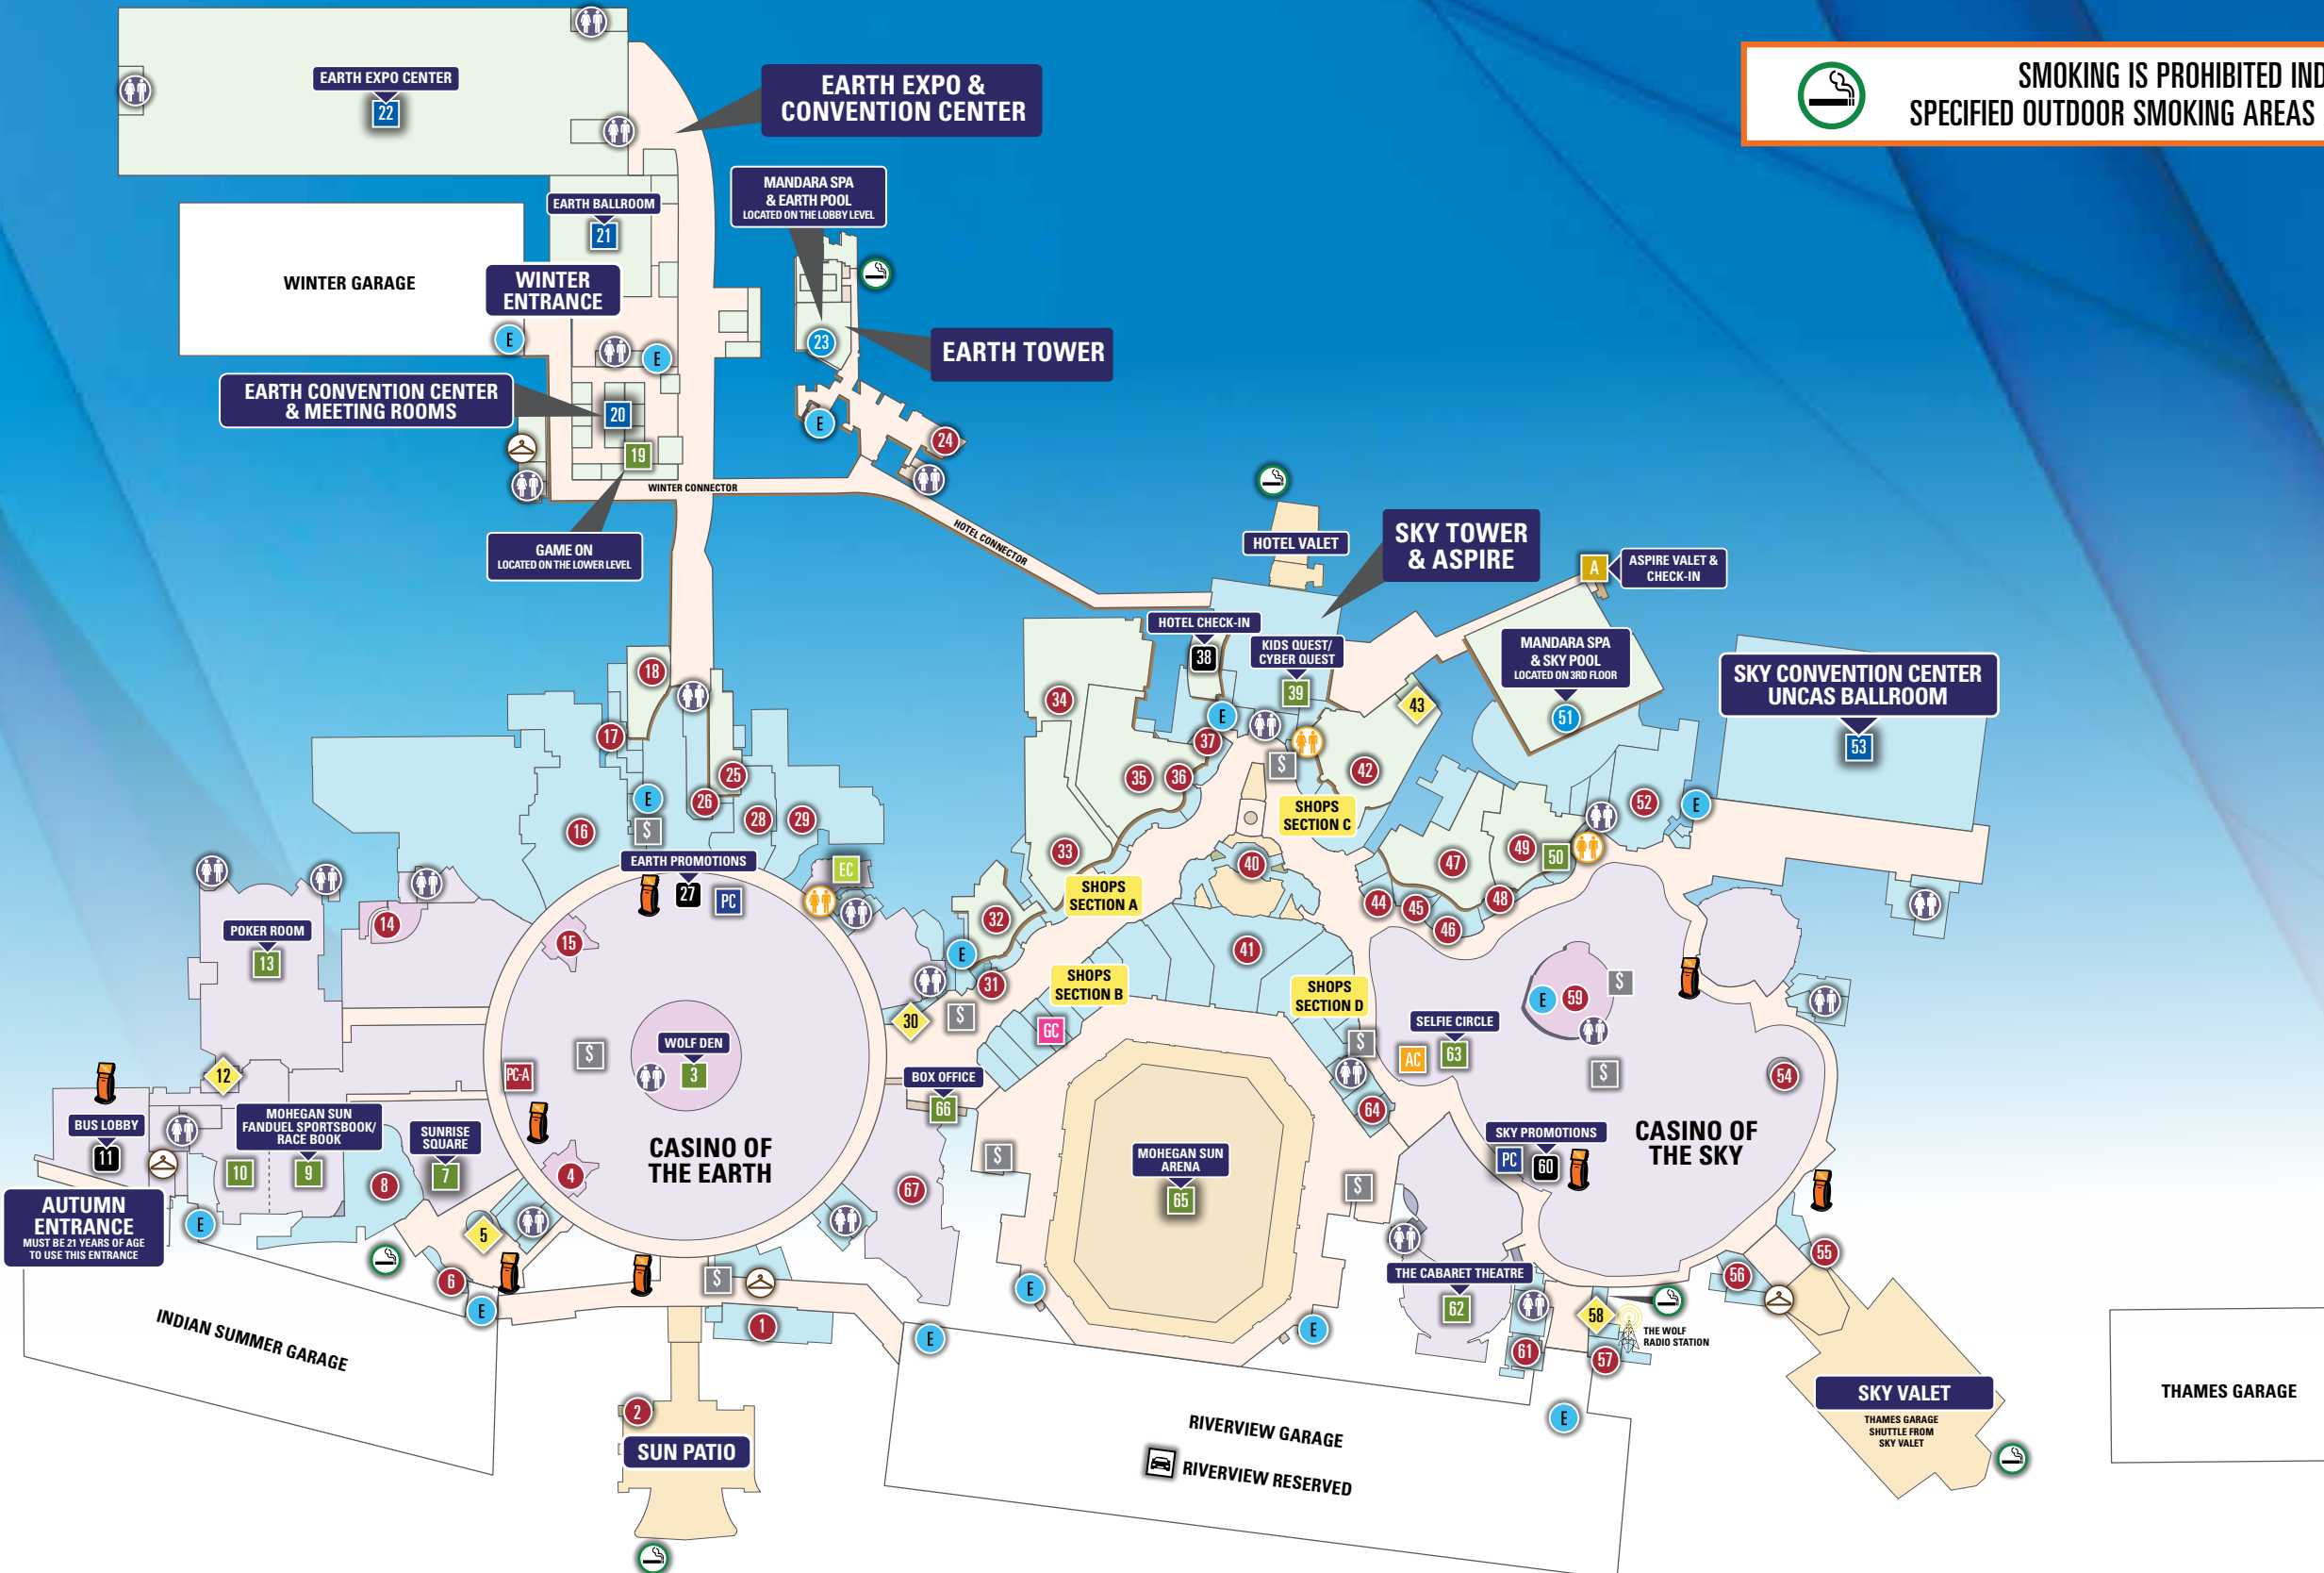 SMOKING IS PROHIBITED IND
SPECIFIED OUTDOOR SMOKING AREAS
EARTH EXPO CENTER
22
EARTH EXPO &
CONVENTION CENTER
MANDARA SPA
& EARTH POOL
LOCATED ON THE LOBBY LEVEL
EARTH BALLROOM
21
WINTER GARAGE
WINTER
ENTRANCE
E
E
23
EARTH TOWER
EARTH CONVENTION CENTER
& MEETING ROOMS
20
19
E
24
WINTER CONNECTOR
HOTEL CONNECTOR
GAME ON
LOCATED ON THE LOWER LEVEL
HOTEL VALET
SKY TOWER
& ASPIRE
A
ASPIRE VALET &
CHECK-IN
HOTEL CHECK-IN
38
KIDS QUEST/
CYBER QUEST
39
MANDARA SPA
& SKY POOL
LOCATED ON 3RD FLOOR
51
SKY CONVENTION CENTER
UNCAS BALLROOM
53
18
17
34
43
E
37
$
35
36
42
25
26
E
$
28
29
16
SHOPS
SECTION C
52
E
33
40
47
49
50
EARTH PROMOTIONS
27
PC
EC
SHOPS
SECTION A
44
45
46
48
32
14
15
POKER ROOM
13
E
41
31
SHOPS
SECTION B
SHOPS
SECTION D
$
E
59
30
$
GC
SELFIE CIRCLE
AC
63
$
$
WOLF DEN
3
$
PC-A
12
BOX OFFICE
66
54
64
BUS LOBBY
11
MOHEGAN SUN
FANDUEL SPORTSBOOK/
RACE BOOK
10
9
SUNRISE
SQUARE
7
8
4
CASINO OF
THE EARTH
67
$
MOHEGAN SUN
ARENA
65
$
SKY PROMOTIONS
PC
60
CASINO OF
THE SKY
AUTUMN
ENTRANCE
MUST BE 21 YEARS OF AGE
TO USE THIS ENTRANCE
E
5
6
E
$
1
E
E
E
THE CABARET THEATRE
62
55
56
58
THE WOLF
RADIO STATION
61
57
INDIAN SUMMER GARAGE
2
SUN PATIO
RIVERVIEW GARAGE
RIVERVIEW RESERVED
E
SKY VALET
THAMES GARAGE
SHUTTLE FROM
SKY VALET
THAMES GARAGE